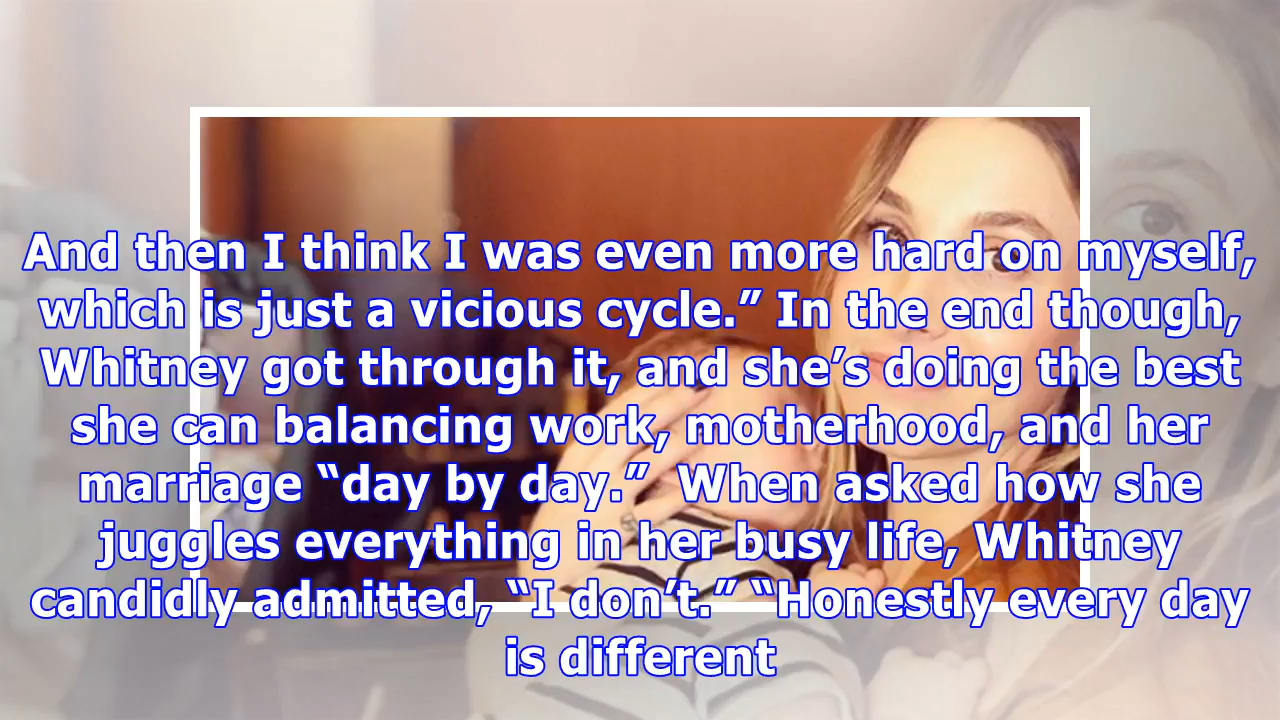 And then I think I was even more hard on myself,
which is just a vicious cycle.” In the end though,
Whitney got through it, and she’s doing the best
she can balancing work, motherhood, and her
marriage “day by day.”  When asked how she
juggles everything in her busy life, Whitney
candidly admitted, “I don’t.” “Honestly every day
is different